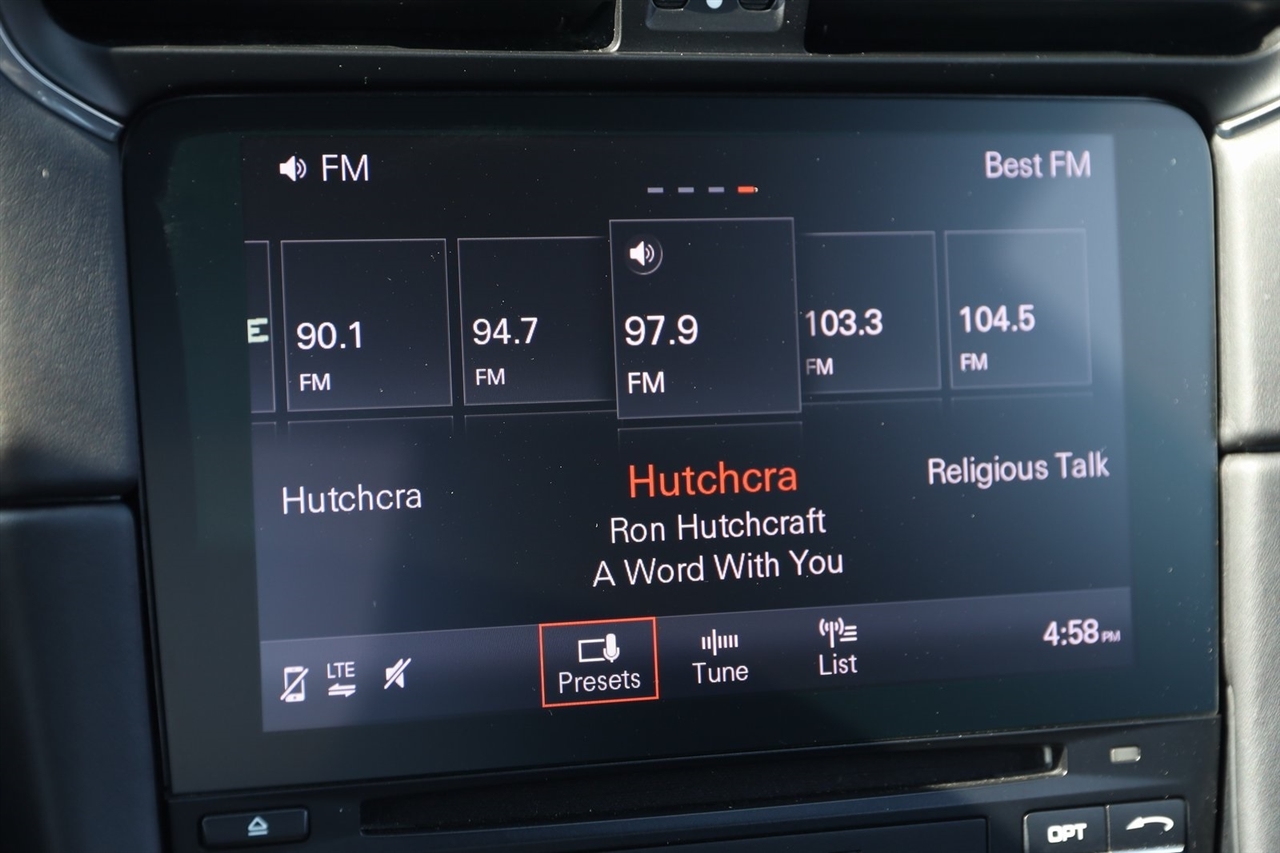 FM
Best FM
E
90.1
FM
94.7
FM
97.9
FM
103.3
FM
104.5
FM
Hutchcra
Hutchcra
Religious Talk
Ron Hutchcraft
A Word With You
LTE
Presets
Tune
List
4:58 PM
OPT